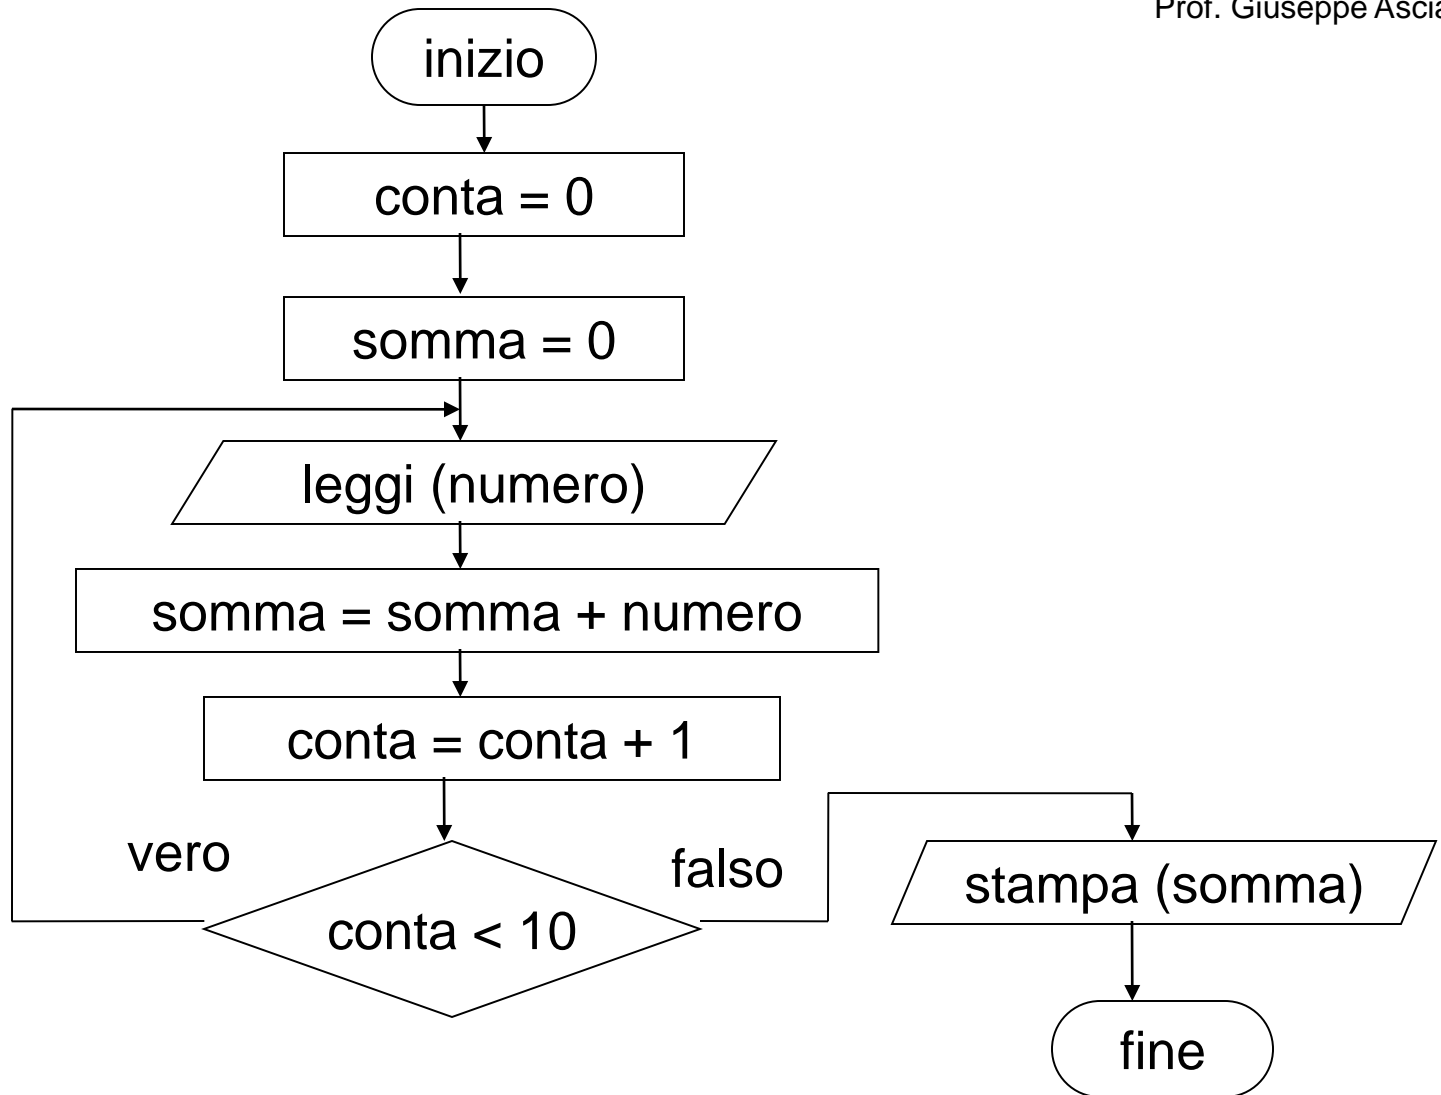 Prof. Giuseppe Ascia
inizio
conta = 0
somma = 0
leggi (numero)
somma = somma + numero
conta = conta + 1
vero
falso
conta < 10
stampa (somma)
fine